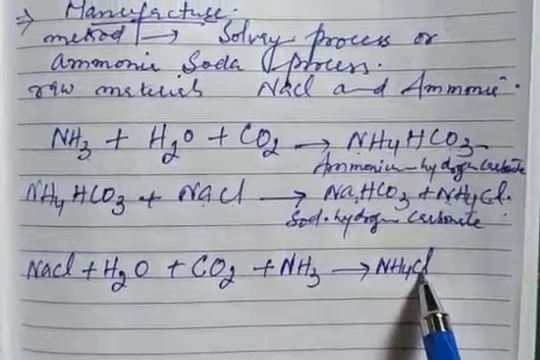 ⇒ Manufacture.
method → Solvay process or
ammonia Soda process.
raw materials NaCl and Ammonia.
NH₃ + H₂O + CO₂ → NH₄HCO₃
Ammonium-hydrogen carbonate
NH₄HCO₃ + NaCl → NaHCO₃ + NH₄Cl.
Sod. hydrogen carbonate
NaCl + H₂O + CO₂ + NH₃ → NH₄Cl